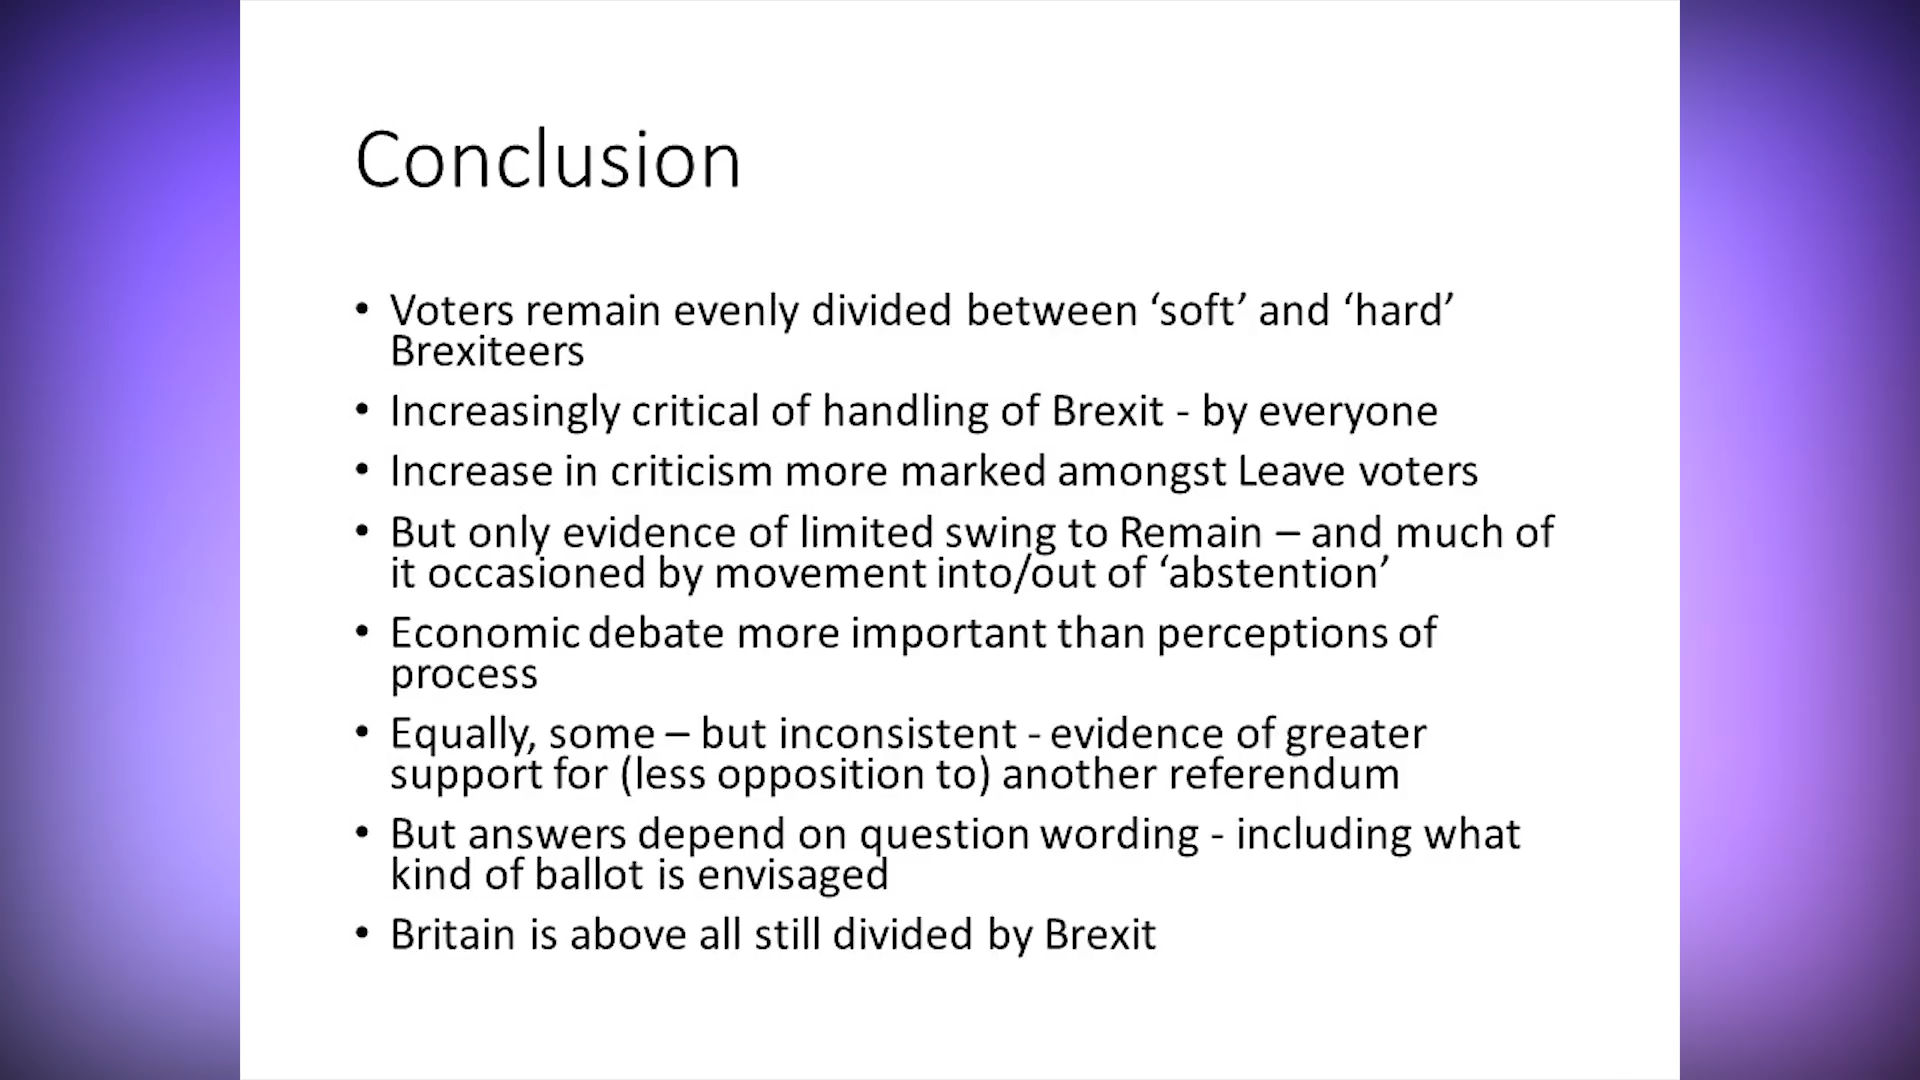 Conclusion
• Voters remain evenly divided between ‘soft’ and ‘hard’
Brexiteers
• Increasingly critical of handling of Brexit - by everyone
• Increase in criticism more marked amongst Leave voters
• But only evidence of limited swing to Remain – and much of
it occasioned by movement into/out of ‘abstention’
• Economic debate more important than perceptions of
process
• Equally, some – but inconsistent - evidence of greater
support for (less opposition to) another referendum
• But answers depend on question wording - including what
kind of ballot is envisaged
• Britain is above all still divided by Brexit